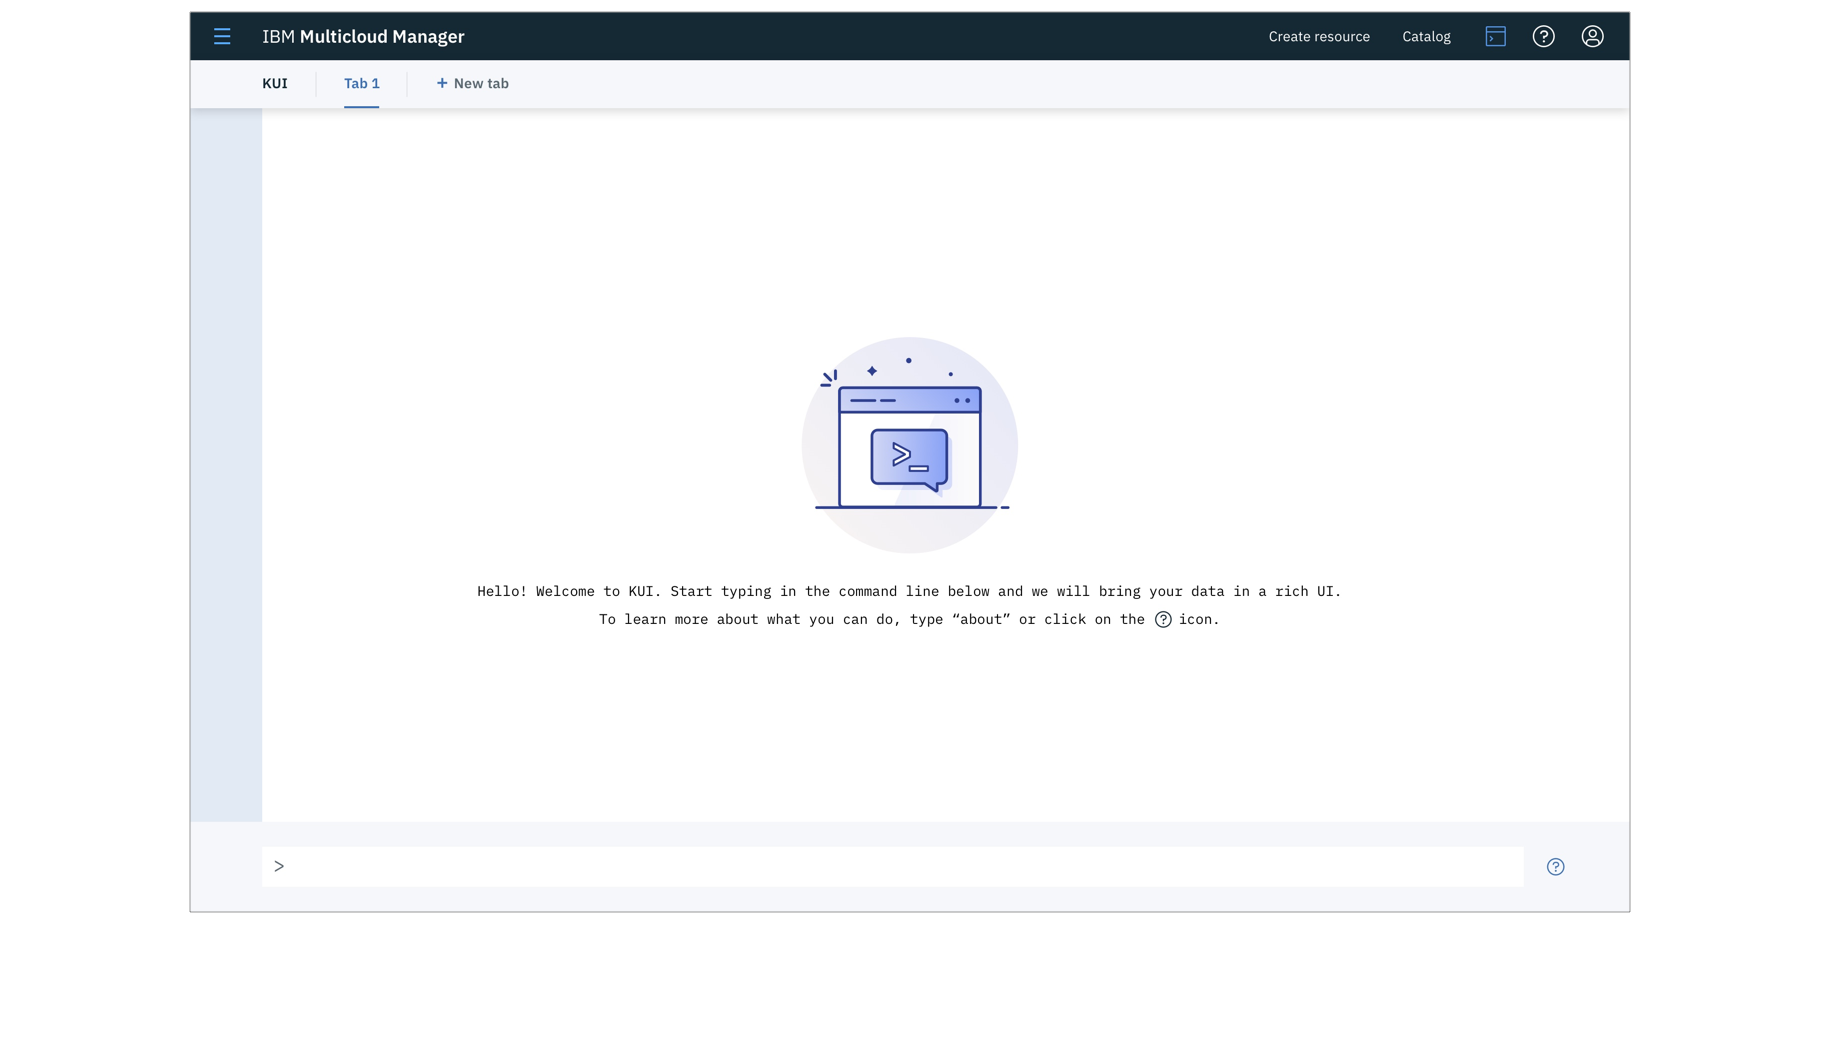 IBM Multicloud Manager
Create resource
Catalog
KUI
Tab 1
+ New tab
>_
Hello! Welcome to KUI. Start typing in the command line below and we will bring your data in a rich UI.
To learn more about what you can do, type “about” or click on the ? icon.
>
?